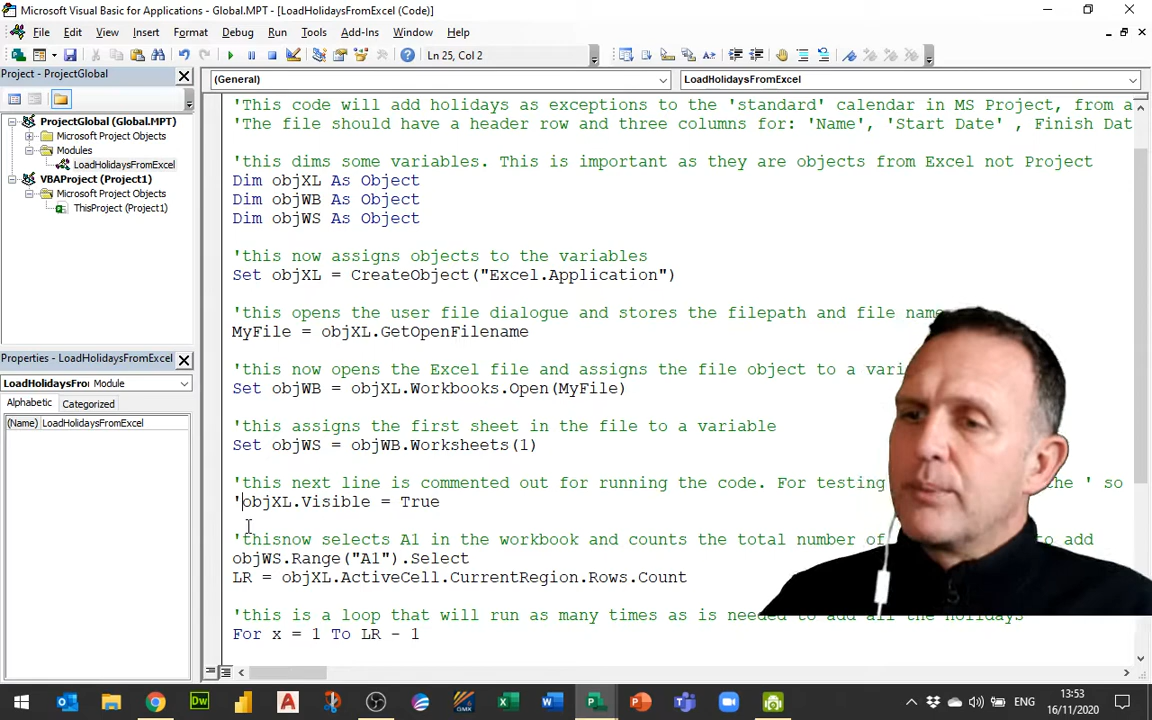 Microsoft Visual Basic for Applications - Global.MPT - [LoadHolidaysFromExcel (Code)]
File Edit View Insert Format Debug Run Tools Add-Ins Window Help
Ln 25, Col 2
Project - ProjectGlobal
(General) LoadHolidaysFromExcel
ProjectGlobal (Global.MPT)
Microsoft Project Objects
Modules
LoadHolidaysFromExcel
VBAProject (Project1)
Microsoft Project Objects
ThisProject (Project1)
Properties - LoadHolidaysFromExcel
LoadHolidaysFro Module
Alphabetic Categorized
(Name) LoadHolidaysFromExcel
'This code will add holidays as exceptions to the 'standard' calendar in MS Project, from a
'The file should have a header row and three columns for: 'Name', 'Start Date' , Finish Dat
'this dims some variables. This is important as they are objects from Excel not Project
Dim objXL As Object
Dim objWB As Object
Dim objWS As Object
'this now assigns objects to the variables
Set objXL = CreateObject("Excel.Application")
'this opens the user file dialogue and stores the filepath and file name
MyFile = objXL.GetOpenFilename
'this now opens the Excel file and assigns the file object to a vari
Set objWB = objXL.Workbooks.Open(MyFile)
'this assigns the first sheet in the file to a variable
Set objWS = objWB.Worksheets(1)
'this next line is commented out for running the code. For testing the ' so
'objXL.Visible = True
'thisnow selects A1 in the workbook and counts the total number of to add
objWS.Range("A1").Select
LR = objXL.ActiveCell.CurrentRegion.Rows.Count
'this is a loop that will run as many times as is needed to add all the holidays
For x = 1 To LR - 1
Dw
ENG
13:53
16/11/2020